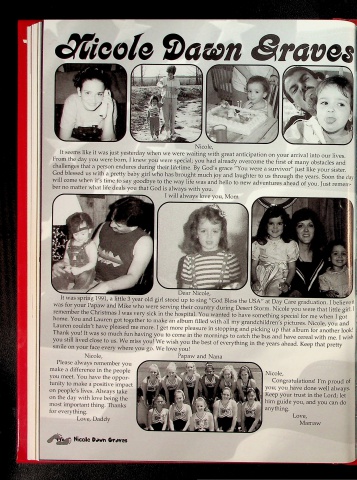 Nicole Dawn Graves
Nicole,
It seems like it was just yesterday when we were waiting with great anticipation on your arrival into our lives.
From the day you were born, I knew you were special; you had already overcome the first of many obstacles and
challenges that a person endures during their lifetime. By God's grace "You were a survivor" just like your sister.
God blessed us with a pretty baby girl who has brought much joy and laughter to us through the years. Soon the day
will come when it's time to say goodbye to the way life was and hello to new adventures ahead of you. Just remem-
ber no matter what life deals you that God is always with you.
I will always love you, Mom
Dear Nicole,
It was spring 1991, a little 3 year old girl stood up to sing "God Bless the USA" at Day Care graduation. I believe it
was for your Papaw and Mike who were serving their country during Desert Storm. Nicole you were that little girl. I
remember the Christmas I was very sick in the hospital. You wanted to have something special for me when I got
home. You and Lauren got together to make an album filled with all my grandchildren's pictures. Nicole, you and
Lauren couldn't have pleased me more. I get more pleasure in stopping and picking up that album for another look.
Thank you! It was so much fun having you to come in the mornings to catch the bus and have cereal with me. I wish
you still lived close to us. We miss you! We wish you the best of everything in the years ahead. Keep that pretty
smile on your face every where you go. We love you!
Papaw and Nana
Nicole,
Please always remember you
make a difference in the people
you meet. You have the oppor-
tunity to make a positive impact
on people's lives. Always take
on the day with love being the
most important thing. Thanks
for everything.
Love, Daddy
Nicole,
Congratulations! I'm proud of
you; you have done well always.
Keep your trust in the Lord; let
him guide you, and you can do
anything.
Love,
Mamaw
Nicole Dawn Graves